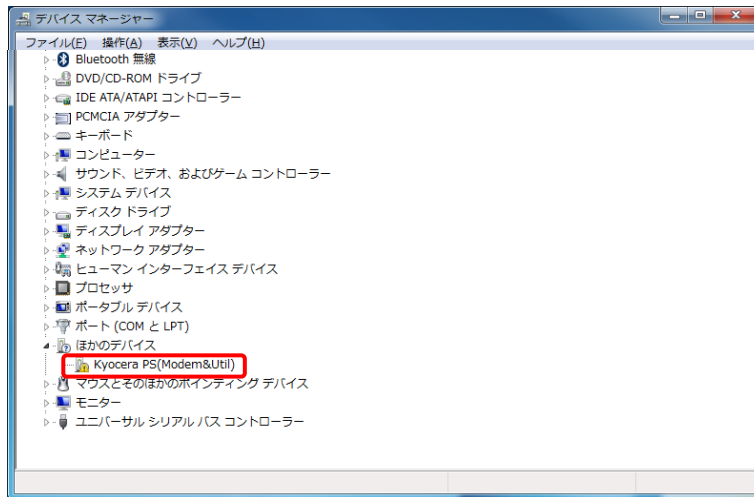 デバイス マネージャー
ファイル(F) 操作(A) 表示(V) ヘルプ(H)
Bluetooth 無線
DVD/CD-ROM ドライブ
IDE ATA/ATAPI コントローラー
PCMCIA アダプター
キーボード
コンピューター
サウンド、ビデオ、およびゲーム コントローラー
システム デバイス
ディスク ドライブ
ディスプレイ アダプター
ネットワーク アダプター
ヒューマン インターフェイス デバイス
プロセッサ
ポータブル デバイス
ポート (COM と LPT)
ほかのデバイス
Kyocera PS(Modem&Util)
マウスとそのほかのポインティング デバイス
モニター
ユニバーサル シリアル バス コントローラー